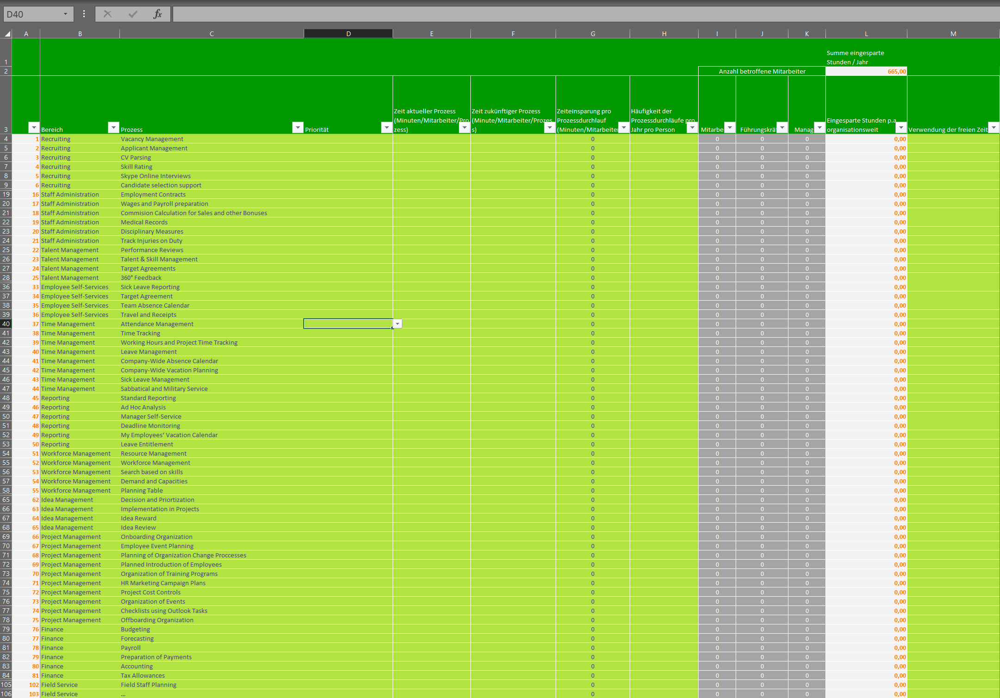 D40
fx
A B C D E F G H I J K L M
1 Summe eingesparte
Stunden / Jahr
2 Anzahl betroffene Mitarbeiter 665,00
Zeit aktueller Prozess Zeit zukünftiger Prozess Zeiteinsparung pro Häufigkeit der
(Minuten/Mitarbeiter/Pro (Minute/Mitarbeiter/Prozes Prozessdurchlauf Prozessdurchläufe pro Eingesparte Stunden p.a
3 Bereich Prozess Priorität zess) s) (Minuten/Mitarbeiter Jahr pro Person Mitarbe Führungskrä Manag organisationsweit Verwendung der freien Zeit
4 1 Recruiting Vacancy Management 0 0 0 0 0,00
5 2 Recruiting Applicant Management 0 0 0 0 0,00
6 3 Recruiting CV Parsing 0 0 0 0 0,00
7 4 Recruiting Skill Rating 0 0 0 0 0,00
8 5 Recruiting Skype Online Interviews 0 0 0 0 0,00
9 6 Recruiting Candidate selection support 0 0 0 0 0,00
19 16 Staff Administration Employment Contracts 0 0 0 0 0,00
20 17 Staff Administration Wages and Payroll preparation 0 0 0 0 0,00
21 18 Staff Administration Commision Calculation for Sales and other Bonuses 0 0 0 0 0,00
22 19 Staff Administration Medical Records 0 0 0 0 0,00
23 20 Staff Administration Disciplinary Measures 0 0 0 0 0,00
24 21 Staff Administration Track Injuries on Duty 0 0 0 0 0,00
25 22 Talent Management Performance Reviews 0 0 0 0 0,00
26 23 Talent Management Talent & Skill Management 0 0 0 0 0,00
27 24 Talent Management Target Agreements 0 0 0 0 0,00
28 25 Talent Management 360° Feedback 0 0 0 0 0,00
36 33 Employee Self-Services Sick Leave Reporting 0 0 0 0 0,00
37 34 Employee Self-Services Target Agreement 0 0 0 0 0,00
38 35 Employee Self-Services Team Absence Calendar 0 0 0 0 0,00
39 36 Employee Self-Services Travel and Receipts 0 0 0 0 0,00
40 37 Time Management Attendance Management 0 0 0 0 0,00
41 38 Time Management Time Tracking 0 0 0 0 0,00
42 39 Time Management Working Hours and Project Time Tracking 0 0 0 0 0,00
43 40 Time Management Leave Management 0 0 0 0 0,00
44 41 Time Management Company-Wide Absence Calendar 0 0 0 0 0,00
45 42 Time Management Company-Wide Vacation Planning 0 0 0 0 0,00
46 43 Time Management Sick Leave Management 0 0 0 0 0,00
47 44 Time Management Sabbatical and Military Service 0 0 0 0 0,00
48 45 Reporting Standard Reporting 0 0 0 0 0,00
49 46 Reporting Ad Hoc Analysis 0 0 0 0 0,00
50 47 Reporting Manager Self-Service 0 0 0 0 0,00
51 48 Reporting Deadline Monitoring 0 0 0 0 0,00
52 49 Reporting My Employees‘ Vacation Calendar 0 0 0 0 0,00
53 50 Reporting Leave Entitlement 0 0 0 0 0,00
54 51 Workforce Management Resource Management 0 0 0 0 0,00
55 52 Workforce Management Workforce Management 0 0 0 0 0,00
56 53 Workforce Management Search based on skills 0 0 0 0 0,00
57 54 Workforce Management Demand and Capacities 0 0 0 0 0,00
58 55 Workforce Management Planning Table 0 0 0 0 0,00
65 62 Idea Management Decision and Priortization 0 0 0 0 0,00
66 63 Idea Management Implementation in Projects 0 0 0 0 0,00
67 64 Idea Management Idea Reward 0 0 0 0 0,00
68 65 Idea Management Idea Review 0 0 0 0 0,00
69 66 Project Management Onboarding Organization 0 0 0 0 0,00
70 67 Project Management Employee Event Planning 0 0 0 0 0,00
71 68 Project Management Planning of Organization Change Proccesses 0 0 0 0 0,00
72 69 Project Management Planned Introduction of Employees 0 0 0 0 0,00
73 70 Project Management Organization of Training Programs 0 0 0 0 0,00
74 71 Project Management HR Marketing Campaign Plans 0 0 0 0 0,00
75 72 Project Management Project Cost Controls 0 0 0 0 0,00
76 73 Project Management Organization of Events 0 0 0 0 0,00
77 74 Project Management Checklists using Outlook Tasks 0 0 0 0 0,00
78 75 Project Management Offboarding Organization 0 0 0 0 0,00
79 76 Finance Budgeting 0 0 0 0 0,00
80 77 Finance Forecasting 0 0 0 0 0,00
81 78 Finance Payroll 0 0 0 0 0,00
82 79 Finance Preparation of Payments 0 0 0 0 0,00
83 80 Finance Accounting 0 0 0 0 0,00
84 81 Finance Tax Allowances 0 0 0 0 0,00
105 102 Field Service Field Staff Planning 0 0 0 0 0,00
106 103 Field Service ... 0 0 0 0 0,00